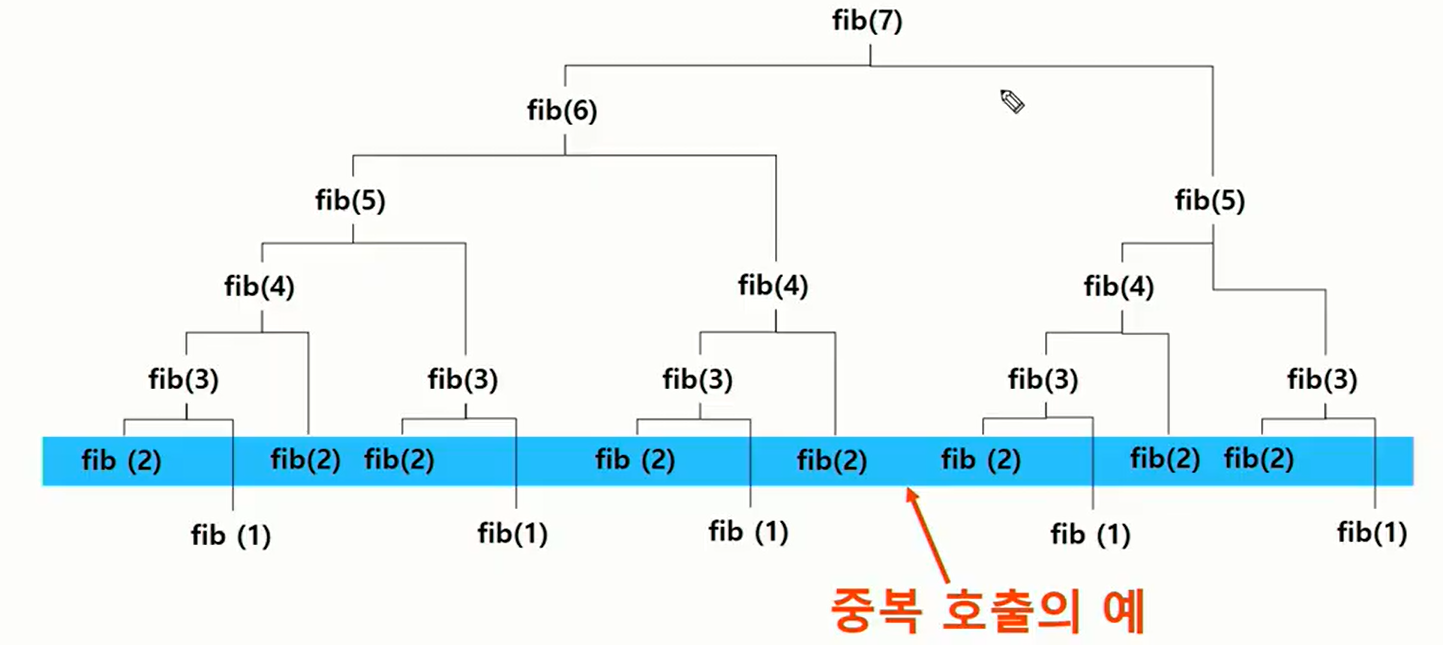 fib(7)
fib(6)
fib(5) fib(5)
fib(4) fib(4) fib(4)
fib(3) fib(3) fib(3) fib(3) fib(3)
fib (2) fib(2) fib(2) fib (2) fib(2) fib (2) fib(2) fib(2)
fib (1) fib(1) fib (1) fib (1) fib(1)
중복 호출의 예